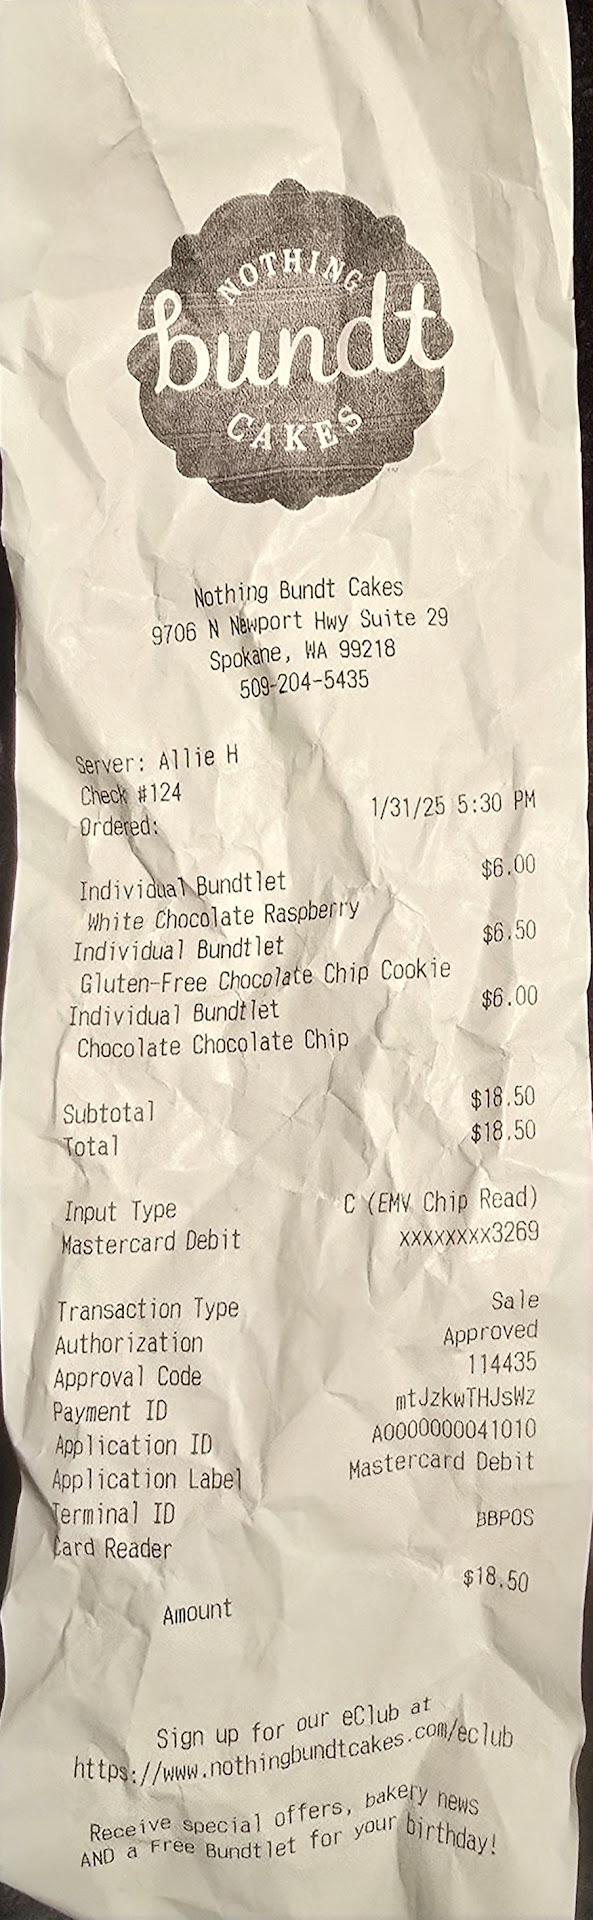 NOTHING
bundt
CAKES
Nothing Bundt Cakes
9706 N Newport Hwy Suite 29
Spokane, WA 99218
509-204-5435
Server: Allie H
Check #124
Ordered: 1/31/25 5:30 PM
Individual Bundtlet $6.00
White Chocolate Raspberry
Individual Bundtlet $6.50
Gluten-Free Chocolate Chip Cookie
Individual Bundtlet $6.00
Chocolate Chocolate Chip
Subtotal $18.50
Total $18.50
Input Type C (EMV Chip Read)
Mastercard Debit xxxxxxxx3269
Transaction Type Sale
Authorization Approved
Approval Code 114435
Payment ID mtJzkwTHJsWz
Application ID A0000000041010
Application Label Mastercard Debit
Terminal ID
Card Reader BBPOS
Amount $18.50
Sign up for our eClub at
https://www.nothingbundtcakes.com/eclub
Receive special offers, bakery news
AND a Free Bundtlet for your birthday!